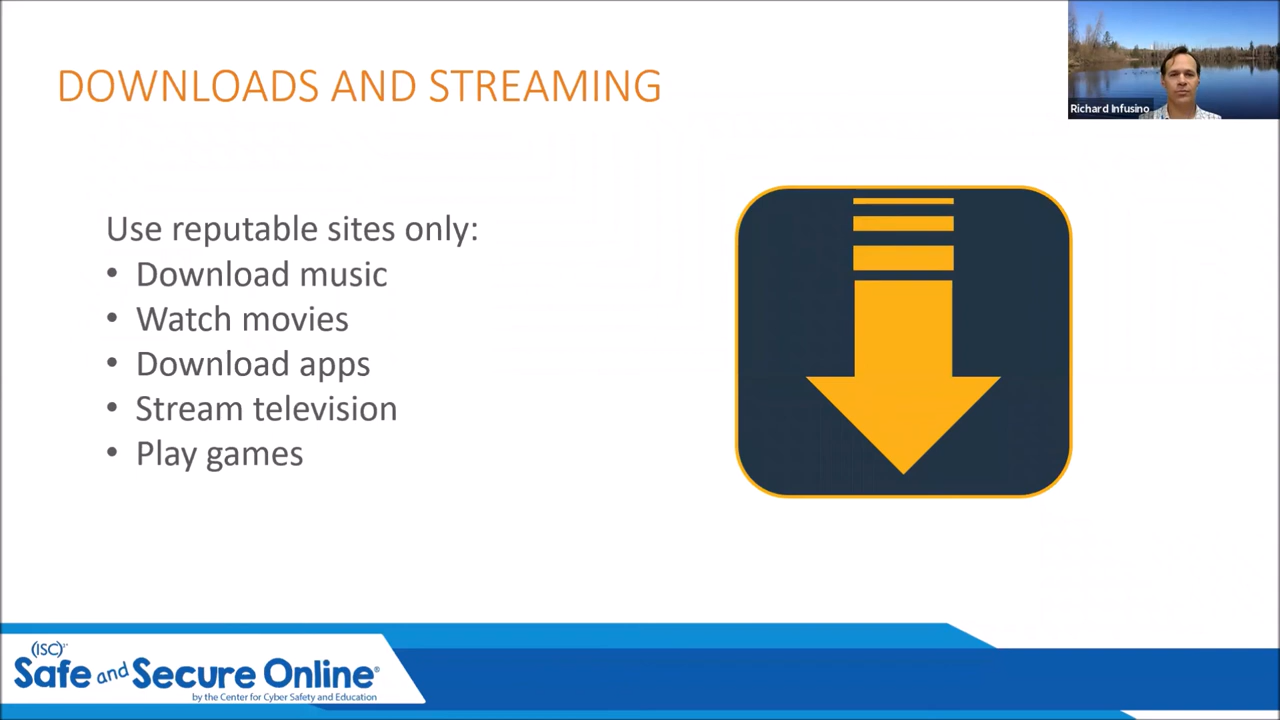 DOWNLOADS AND STREAMING
Richard Infusino
Use reputable sites only:
• Download music
• Watch movies
• Download apps
• Stream television
• Play games
(ISC)²®
Safe and Secure Online®
by the Center for Cyber Safety and Education